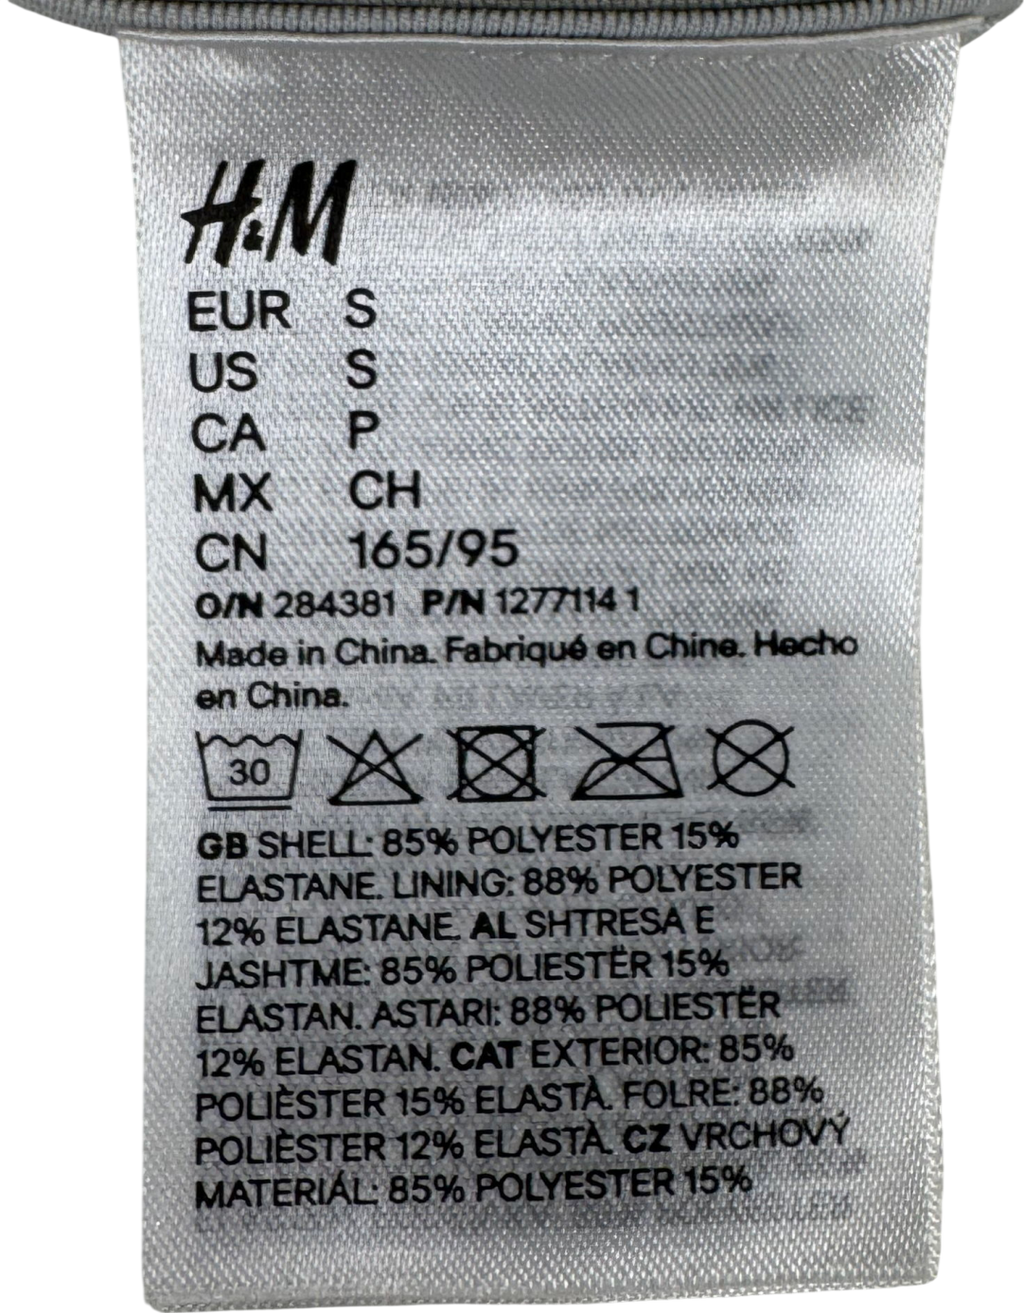 H&M
EUR S
US S
CA P
MX CH
CN 165/95
O/N 284381 P/N 1277114 1
Made in China. Fabriqué en Chine. Hecho
en China.
30
GB SHELL: 85% POLYESTER 15%
ELASTANE. LINING: 88% POLYESTER
12% ELASTANE. AL SHTRESA E
JASHTME: 85% POLIESTËR 15%
ELASTAN. ASTARI: 88% POLIESTËR
12% ELASTAN. CAT EXTERIOR: 85%
POLIÈSTER 15% ELASTÀ. FOLRE: 88%
POLIÈSTER 12% ELASTÀ. CZ VRCHOVÝ
MATERIÁL: 85% POLYESTER 15%